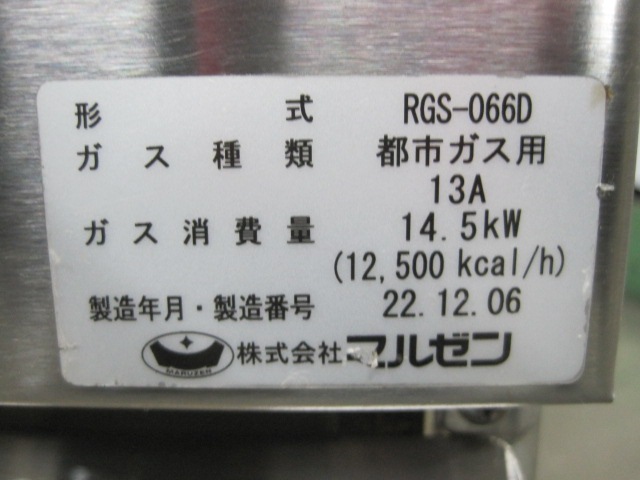 形式 RGS-066D
ガス種類 都市ガス用
13A
ガス消費量 14.5kW
(12,500 kcal/h)
製造年月・製造番号 22.12.06
MARUZEN 株式会社マルゼン